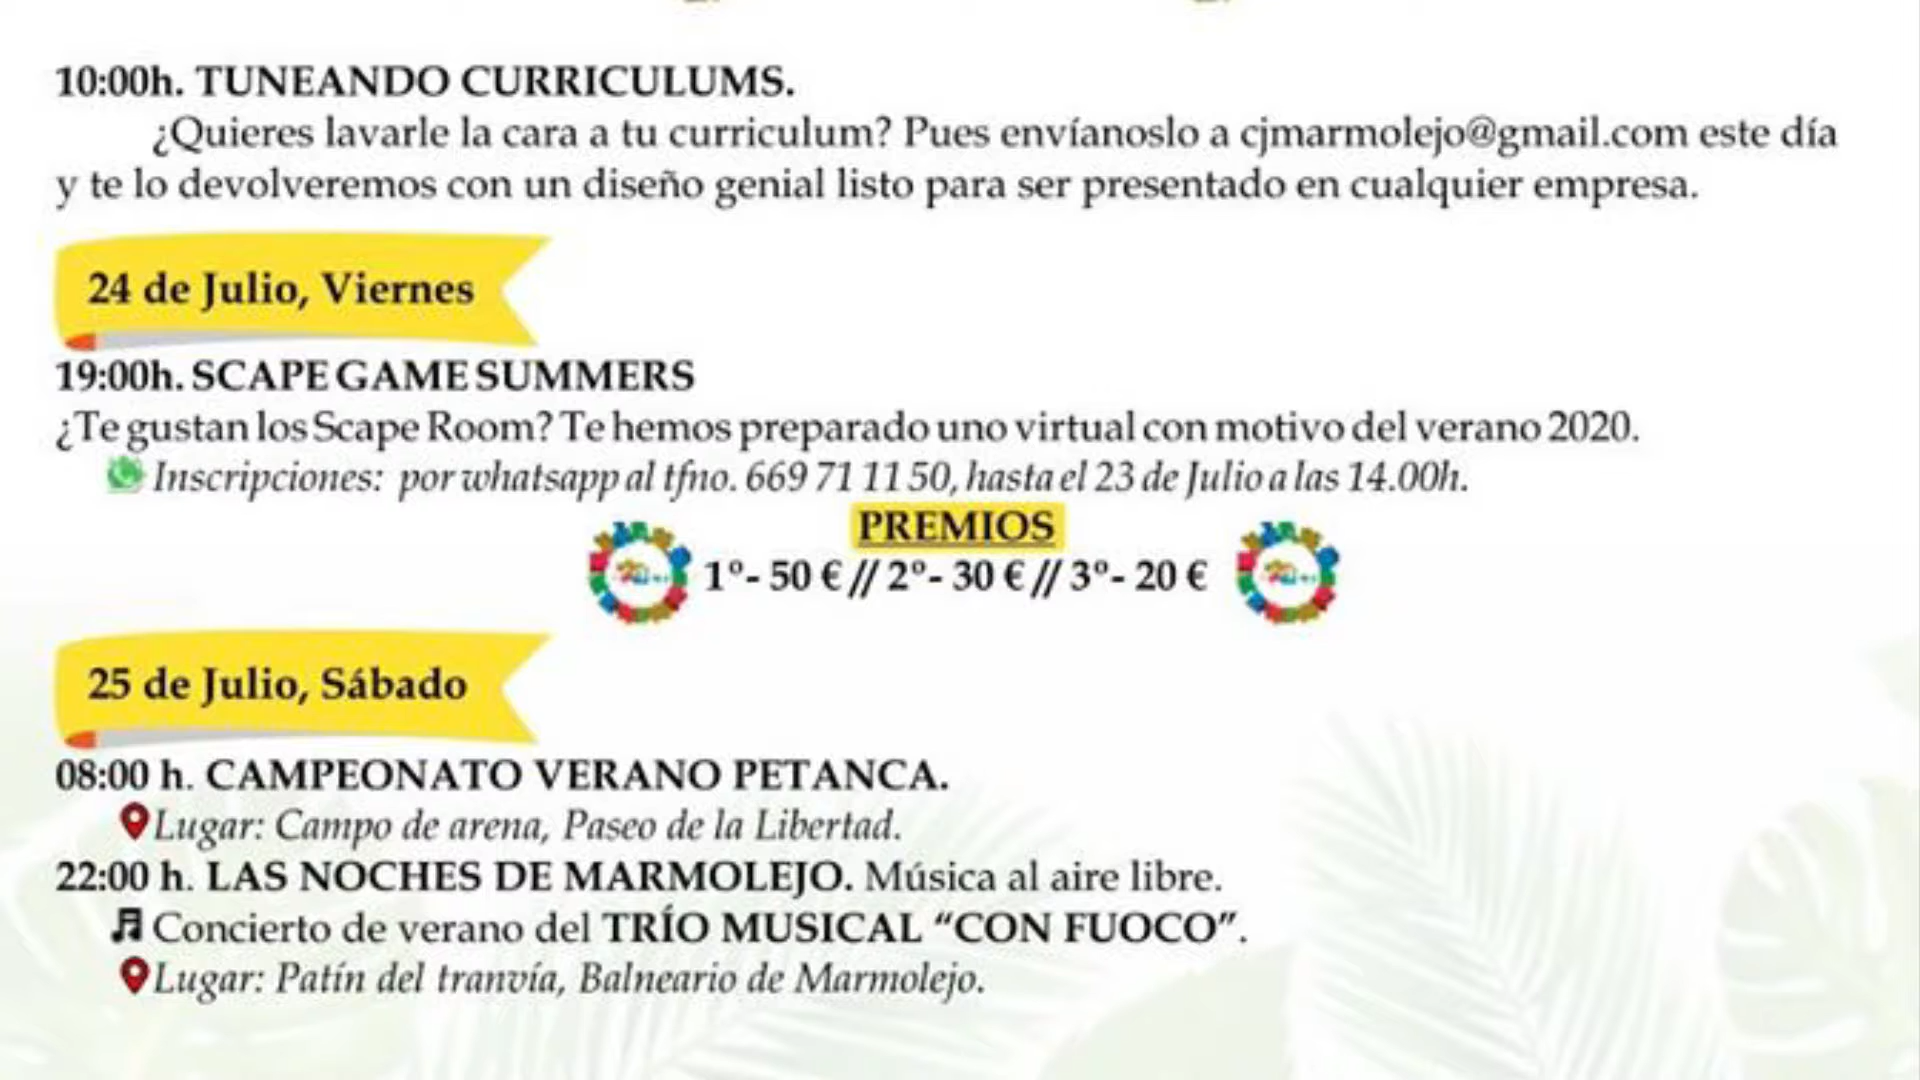 10:00h. TUNEANDO CURRICULUMS.
¿Quieres lavarle la cara a tu curriculum? Pues envíanoslo a cjmarmolejo@gmail.com este día
y te lo devolveremos con un diseño genial listo para ser presentado en cualquier empresa.
24 de Julio, Viernes
19:00h. SCAPE GAME SUMMERS
¿Te gustan los Scape Room? Te hemos preparado uno virtual con motivo del verano 2020.
Inscripciones: por whatsapp al tfno. 669 71 11 50, hasta el 23 de Julio a las 14.00h.
PREMIOS
1º- 50 € // 2º- 30 € // 3º- 20 €
25 de Julio, Sábado
08:00 h. CAMPEONATO VERANO PETANCA.
Lugar: Campo de arena, Paseo de la Libertad.
22:00 h. LAS NOCHES DE MARMOLEJO. Música al aire libre.
Concierto de verano del TRÍO MUSICAL “CON FUOCO”.
Lugar: Patín del tranvía, Balneario de Marmolejo.